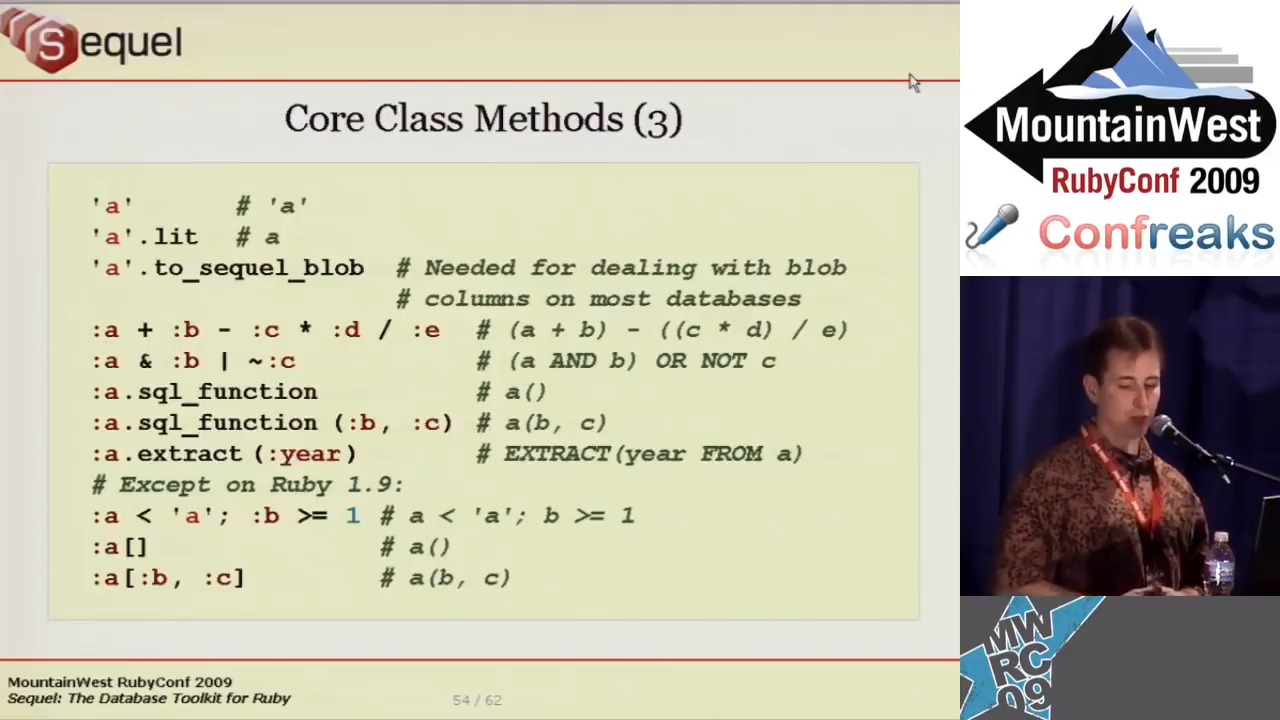 Sequel
Core Class Methods (3)
'a' # 'a'
'a'.lit # a
'a'.to_sequel_blob # Needed for dealing with blob
# columns on most databases
:a + :b - :c * :d / :e # (a + b) - ((c * d) / e)
:a & :b | ~:c # (a AND b) OR NOT c
:a.sql_function # a()
:a.sql_function (:b, :c) # a(b, c)
:a.extract (:year) # EXTRACT(year FROM a)
# Except on Ruby 1.9:
:a < 'a'; :b >= 1 # a < 'a'; b >= 1
:a[] # a()
:a[:b, :c] # a(b, c)
MountainWest RubyConf 2009
Sequel: The Database Toolkit for Ruby
54 / 62
MountainWest
RubyConf 2009
Confreaks
MW
RC
09